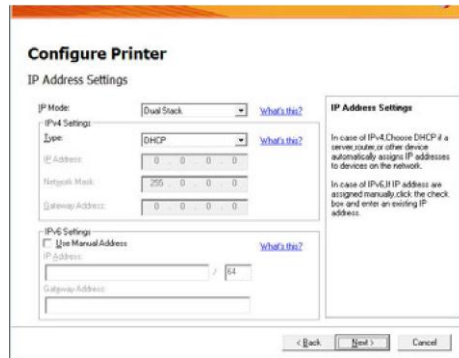 Configure Printer
IP Address Settings
IP Mode: Dual Stack What's this?
IPv4 Settings
Type: DHCP What's this?
IP Address: 0 . 0 . 0 . 0
Network Mask: 255 . 0 . 0 . 0
Gateway Address: 0 . 0 . 0 . 0
IPv6 Settings
Use Manual Address What's this?
IP Address:
/ 64
Gateway Address:
IP Address Settings
In case of IPv4,Choose DHCP if a
server,router,or other device
automatically assigns IP addresses
to devices on the network.
In case of IPv6,If IP address are
assigned manually,click the check
box and enter an existing IP
address.
< Back Next > Cancel